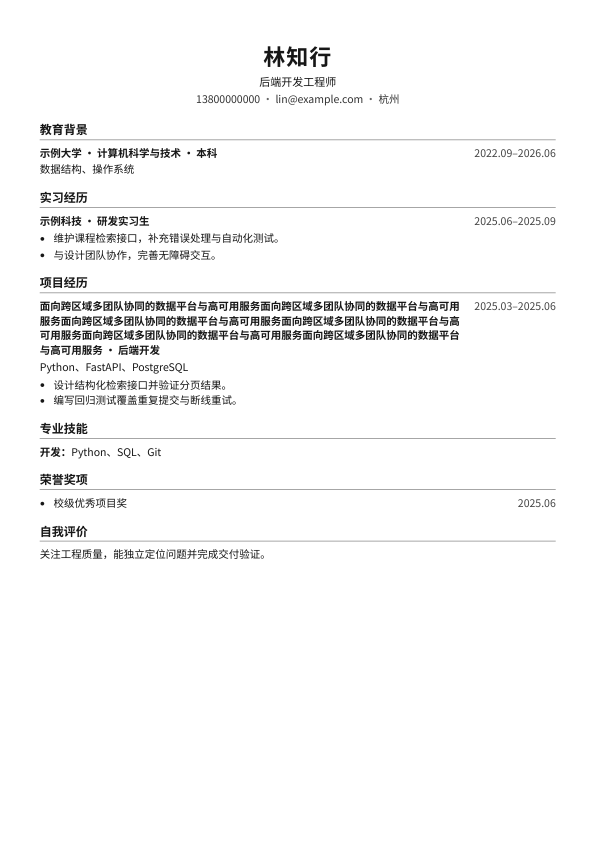 林知行
后端开发工程师
13800000000 · lin@example.com · 杭州
教育背景
示例大学 · 计算机科学与技术 · 本科 2022.09–2026.06
数据结构、操作系统
实习经历
示例科技 · 研发实习生 2025.06–2025.09
• 维护课程检索接口，补充错误处理与自动化测试。
• 与设计团队协作，完善无障碍交互。
项目经历
面向跨区域多团队协同的数据平台与高可用服务面向跨区域多团队协同的数据平台与高可用 2025.03–2025.06
服务面向跨区域多团队协同的数据平台与高可用服务面向跨区域多团队协同的数据平台与高
可用服务面向跨区域多团队协同的数据平台与高可用服务面向跨区域多团队协同的数据平台
与高可用服务 · 后端开发
Python、FastAPI、PostgreSQL
• 设计结构化检索接口并验证分页结果。
• 编写回归测试覆盖重复提交与断线重试。
专业技能
开发：Python、SQL、Git
荣誉奖项
• 校级优秀项目奖 2025.06
自我评价
关注工程质量，能独立定位问题并完成交付验证。